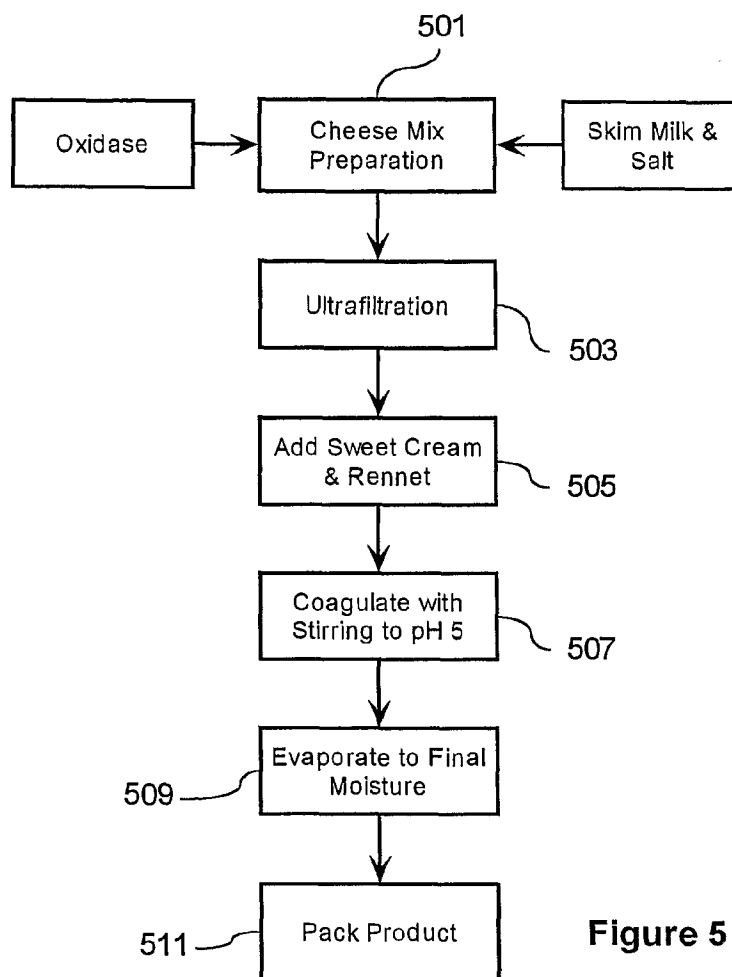 501
Oxidase
Cheese Mix
Preparation
Skim Milk &
Salt
Ultrafiltration
503
Add Sweet Cream
& Rennet
505
Coagulate with
Stirring to pH 5
507
Evaporate to Final
Moisture
509
Pack Product
511
Figure 5